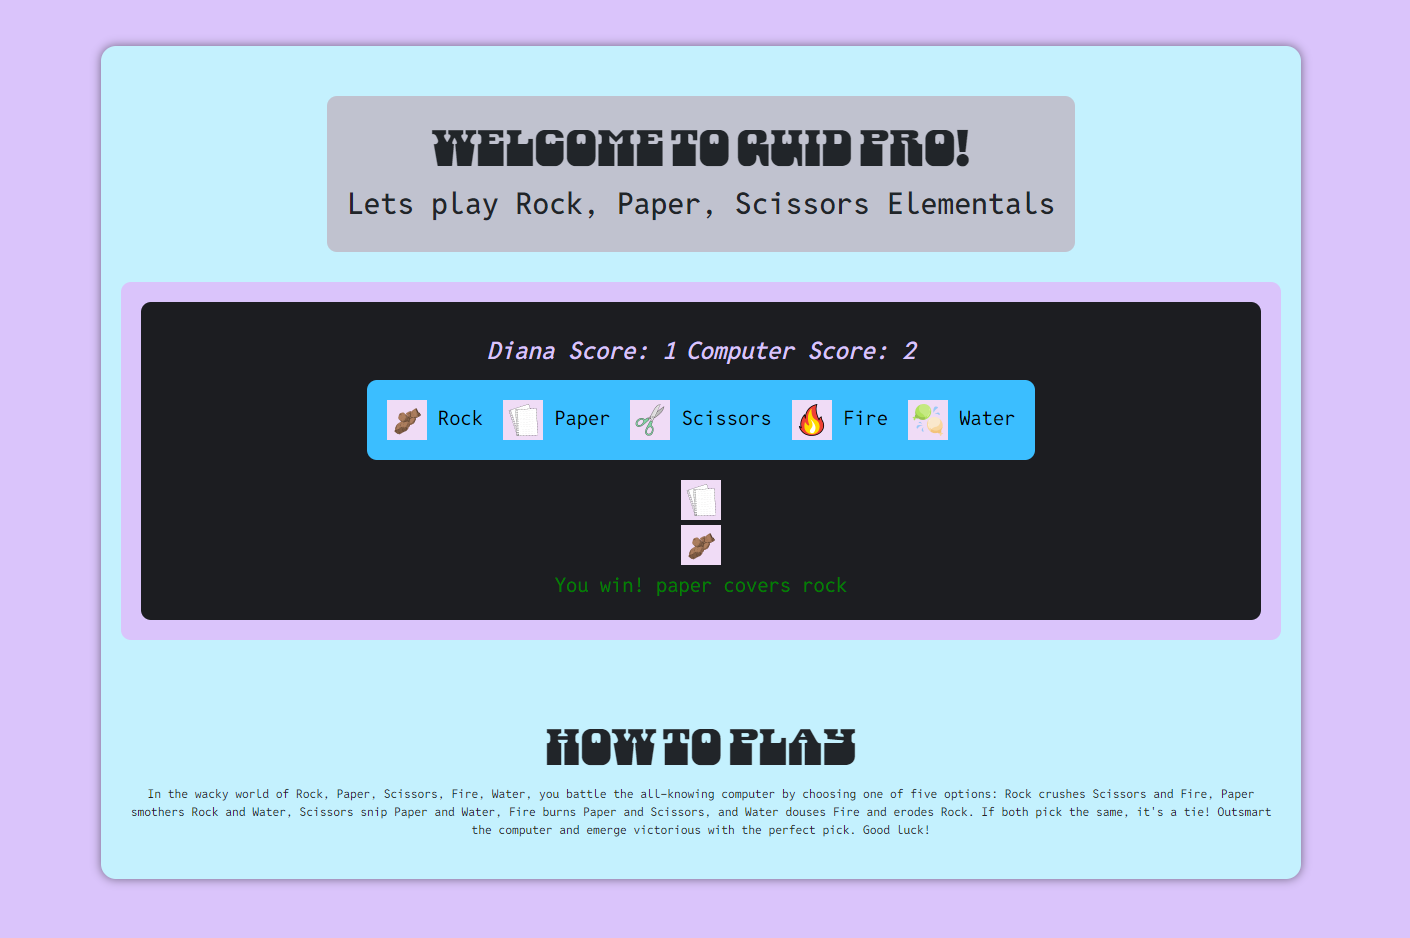 WELCOME TO QUID PRO!
Lets play Rock, Paper, Scissors Elementals
Diana Score: 1 Computer Score: 2
Rock Paper Scissors Fire Water
You win! paper covers rock
HOW TO PLAY
In the wacky world of Rock, Paper, Scissors, Fire, Water, you battle the all-knowing computer by choosing one of five options: Rock crushes Scissors and Fire, Paper
smothers Rock and Water, Scissors snip Paper and Water, Fire burns Paper and Scissors, and Water douses Fire and erodes Rock. If both pick the same, it's a tie! Outsmart
the computer and emerge victorious with the perfect pick. Good luck!